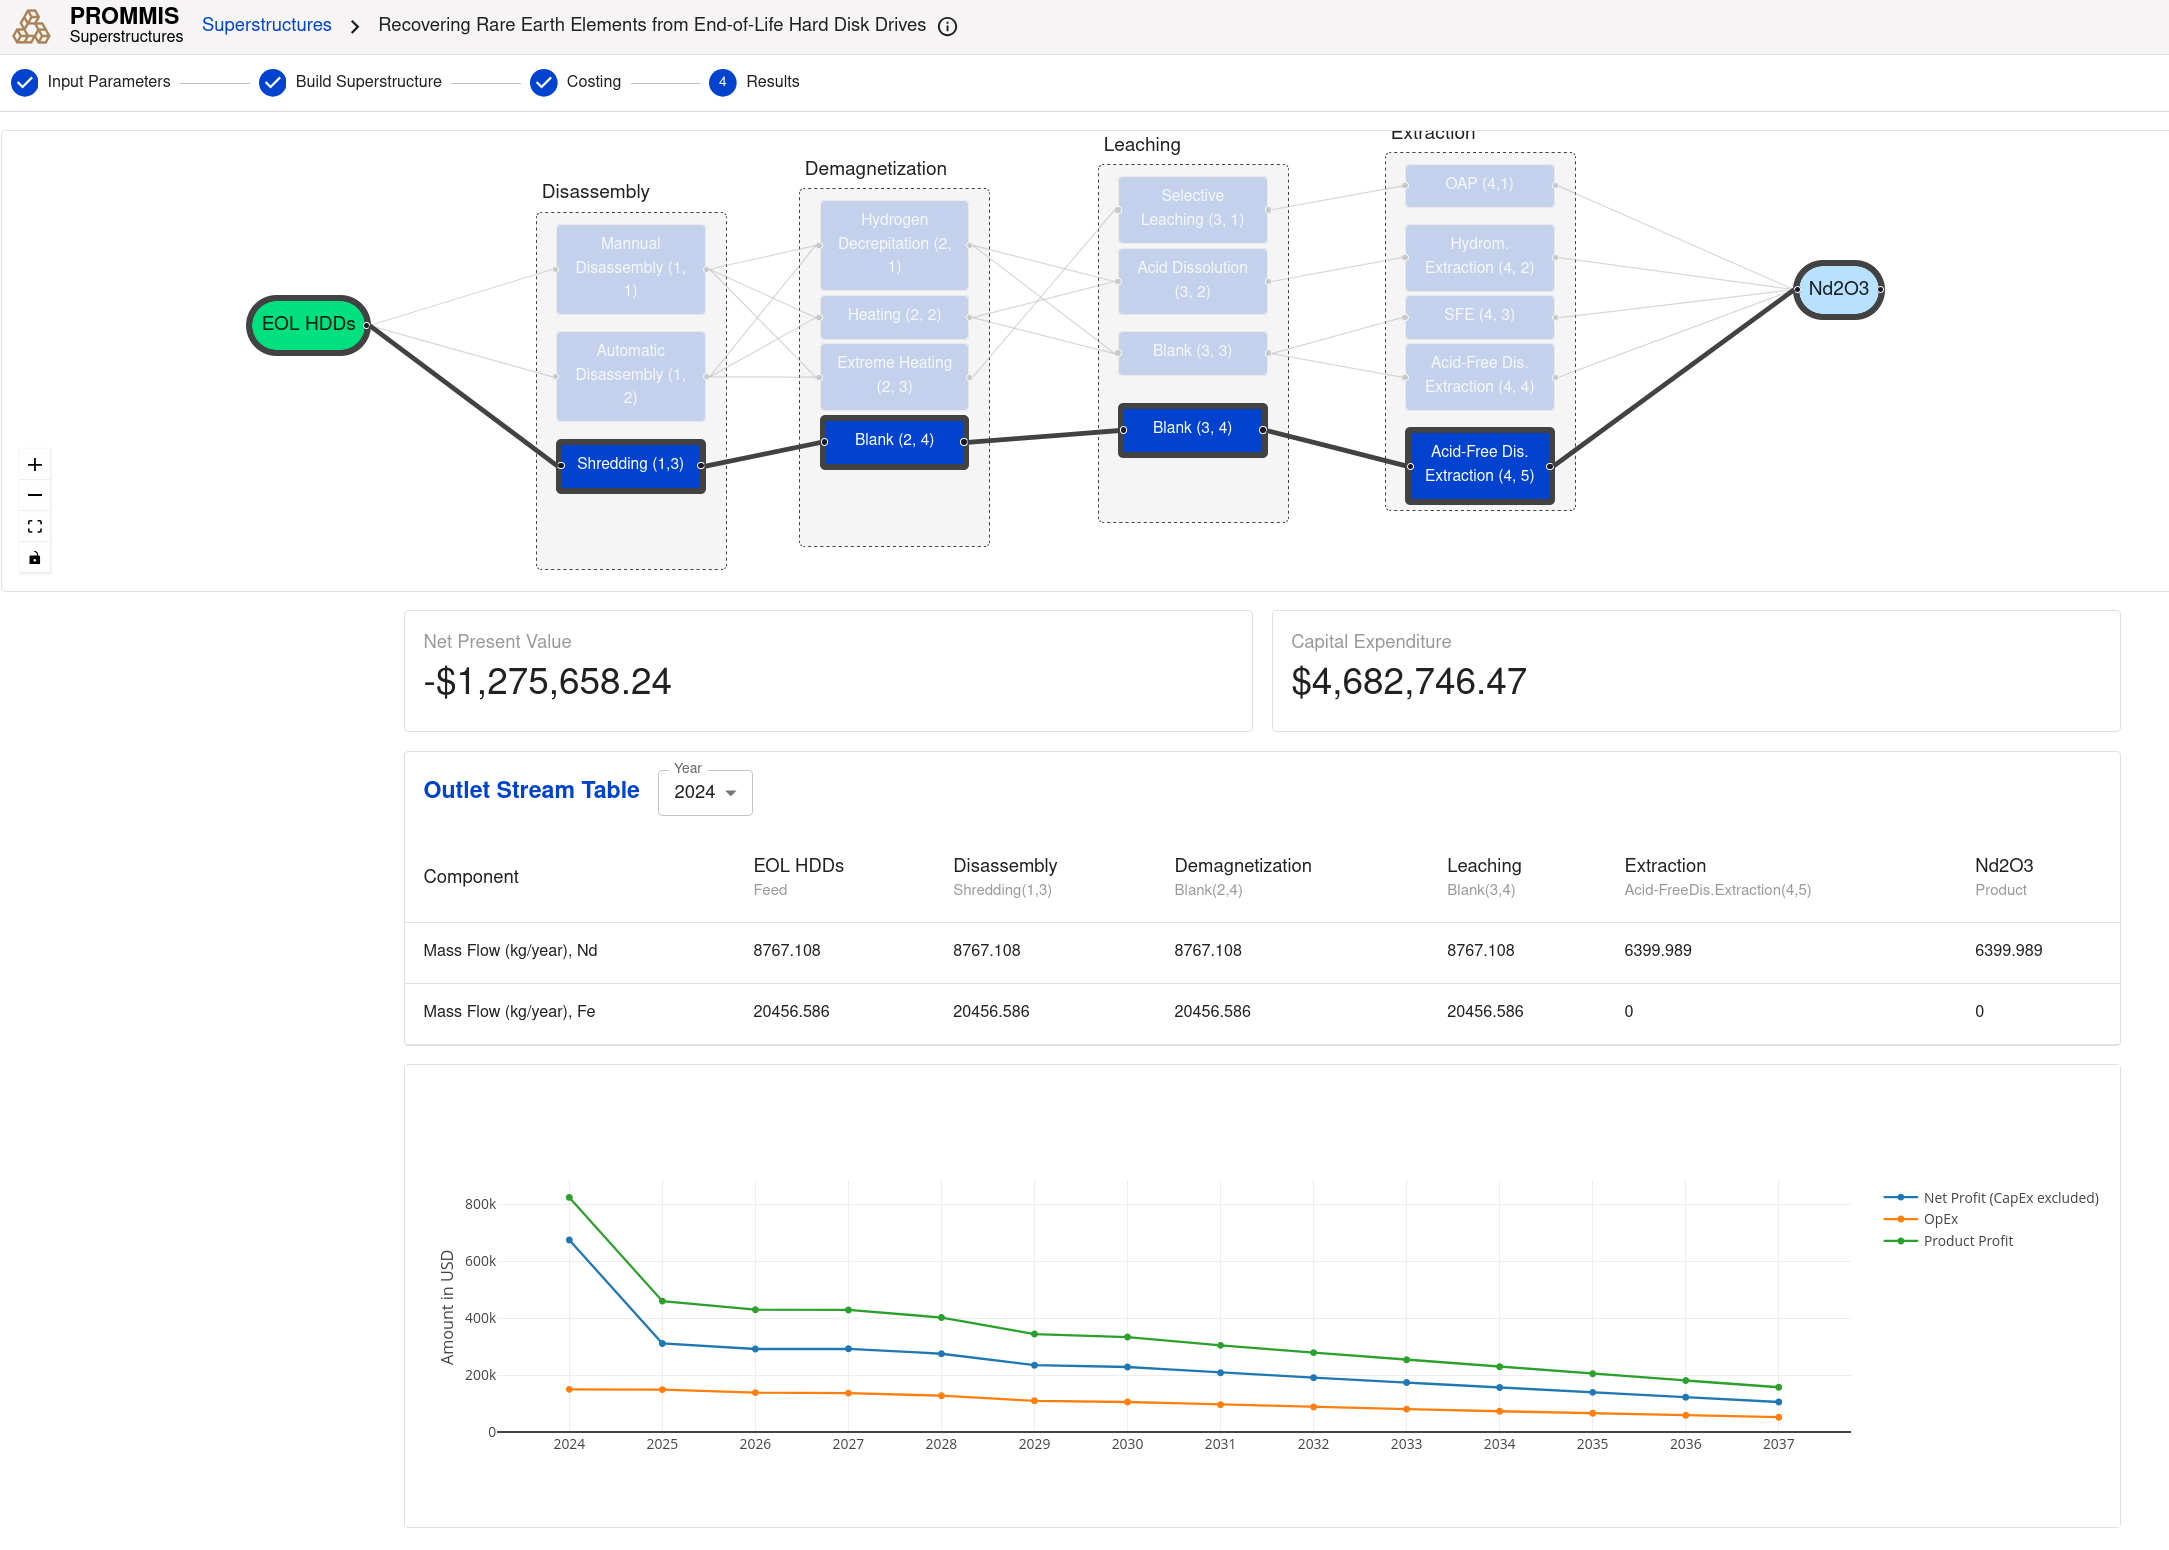 PROMMIS
Superstructures
Superstructures
Recovering Rare Earth Elements from End-of-Life Hard Disk Drives
Input Parameters
Build Superstructure
Costing
4
Results
EOL HDDs
Disassembly
Mannual
Disassembly (1,
1)
Automatic
Disassembly (1,
2)
Shredding (1,3)
Demagnetization
Hydrogen
Decrepitation (2,
1)
Heating (2, 2)
Extreme Heating
(2, 3)
Blank (2, 4)
Leaching
Selective
Leaching (3, 1)
Acid Dissolution
(3, 2)
Blank (3, 3)
Blank (3, 4)
Extraction
OAP (4,1)
Hydrom.
Extraction (4, 2)
SFE (4, 3)
Acid-Free Dis.
Extraction (4, 4)
Acid-Free Dis.
Extraction (4, 5)
Nd2O3
Net Present Value
-$1,275,658.24
Capital Expenditure
$4,682,746.47
Outlet Stream Table
Year
2024
Component
EOL HDDs
Feed
Disassembly
Shredding(1,3)
Demagnetization
Blank(2,4)
Leaching
Blank(3,4)
Extraction
Acid-FreeDis.Extraction(4,5)
Nd2O3
Product
Mass Flow (kg/year), Nd 8767.108 8767.108 8767.108 8767.108 6399.989 6399.989
Mass Flow (kg/year), Fe 20456.586 20456.586 20456.586 20456.586 0 0
Amount in USD
800k
600k
400k
200k
0
2024 2025 2026 2027 2028 2029 2030 2031 2032 2033 2034 2035 2036 2037
Net Profit (CapEx excluded)
OpEx
Product Profit